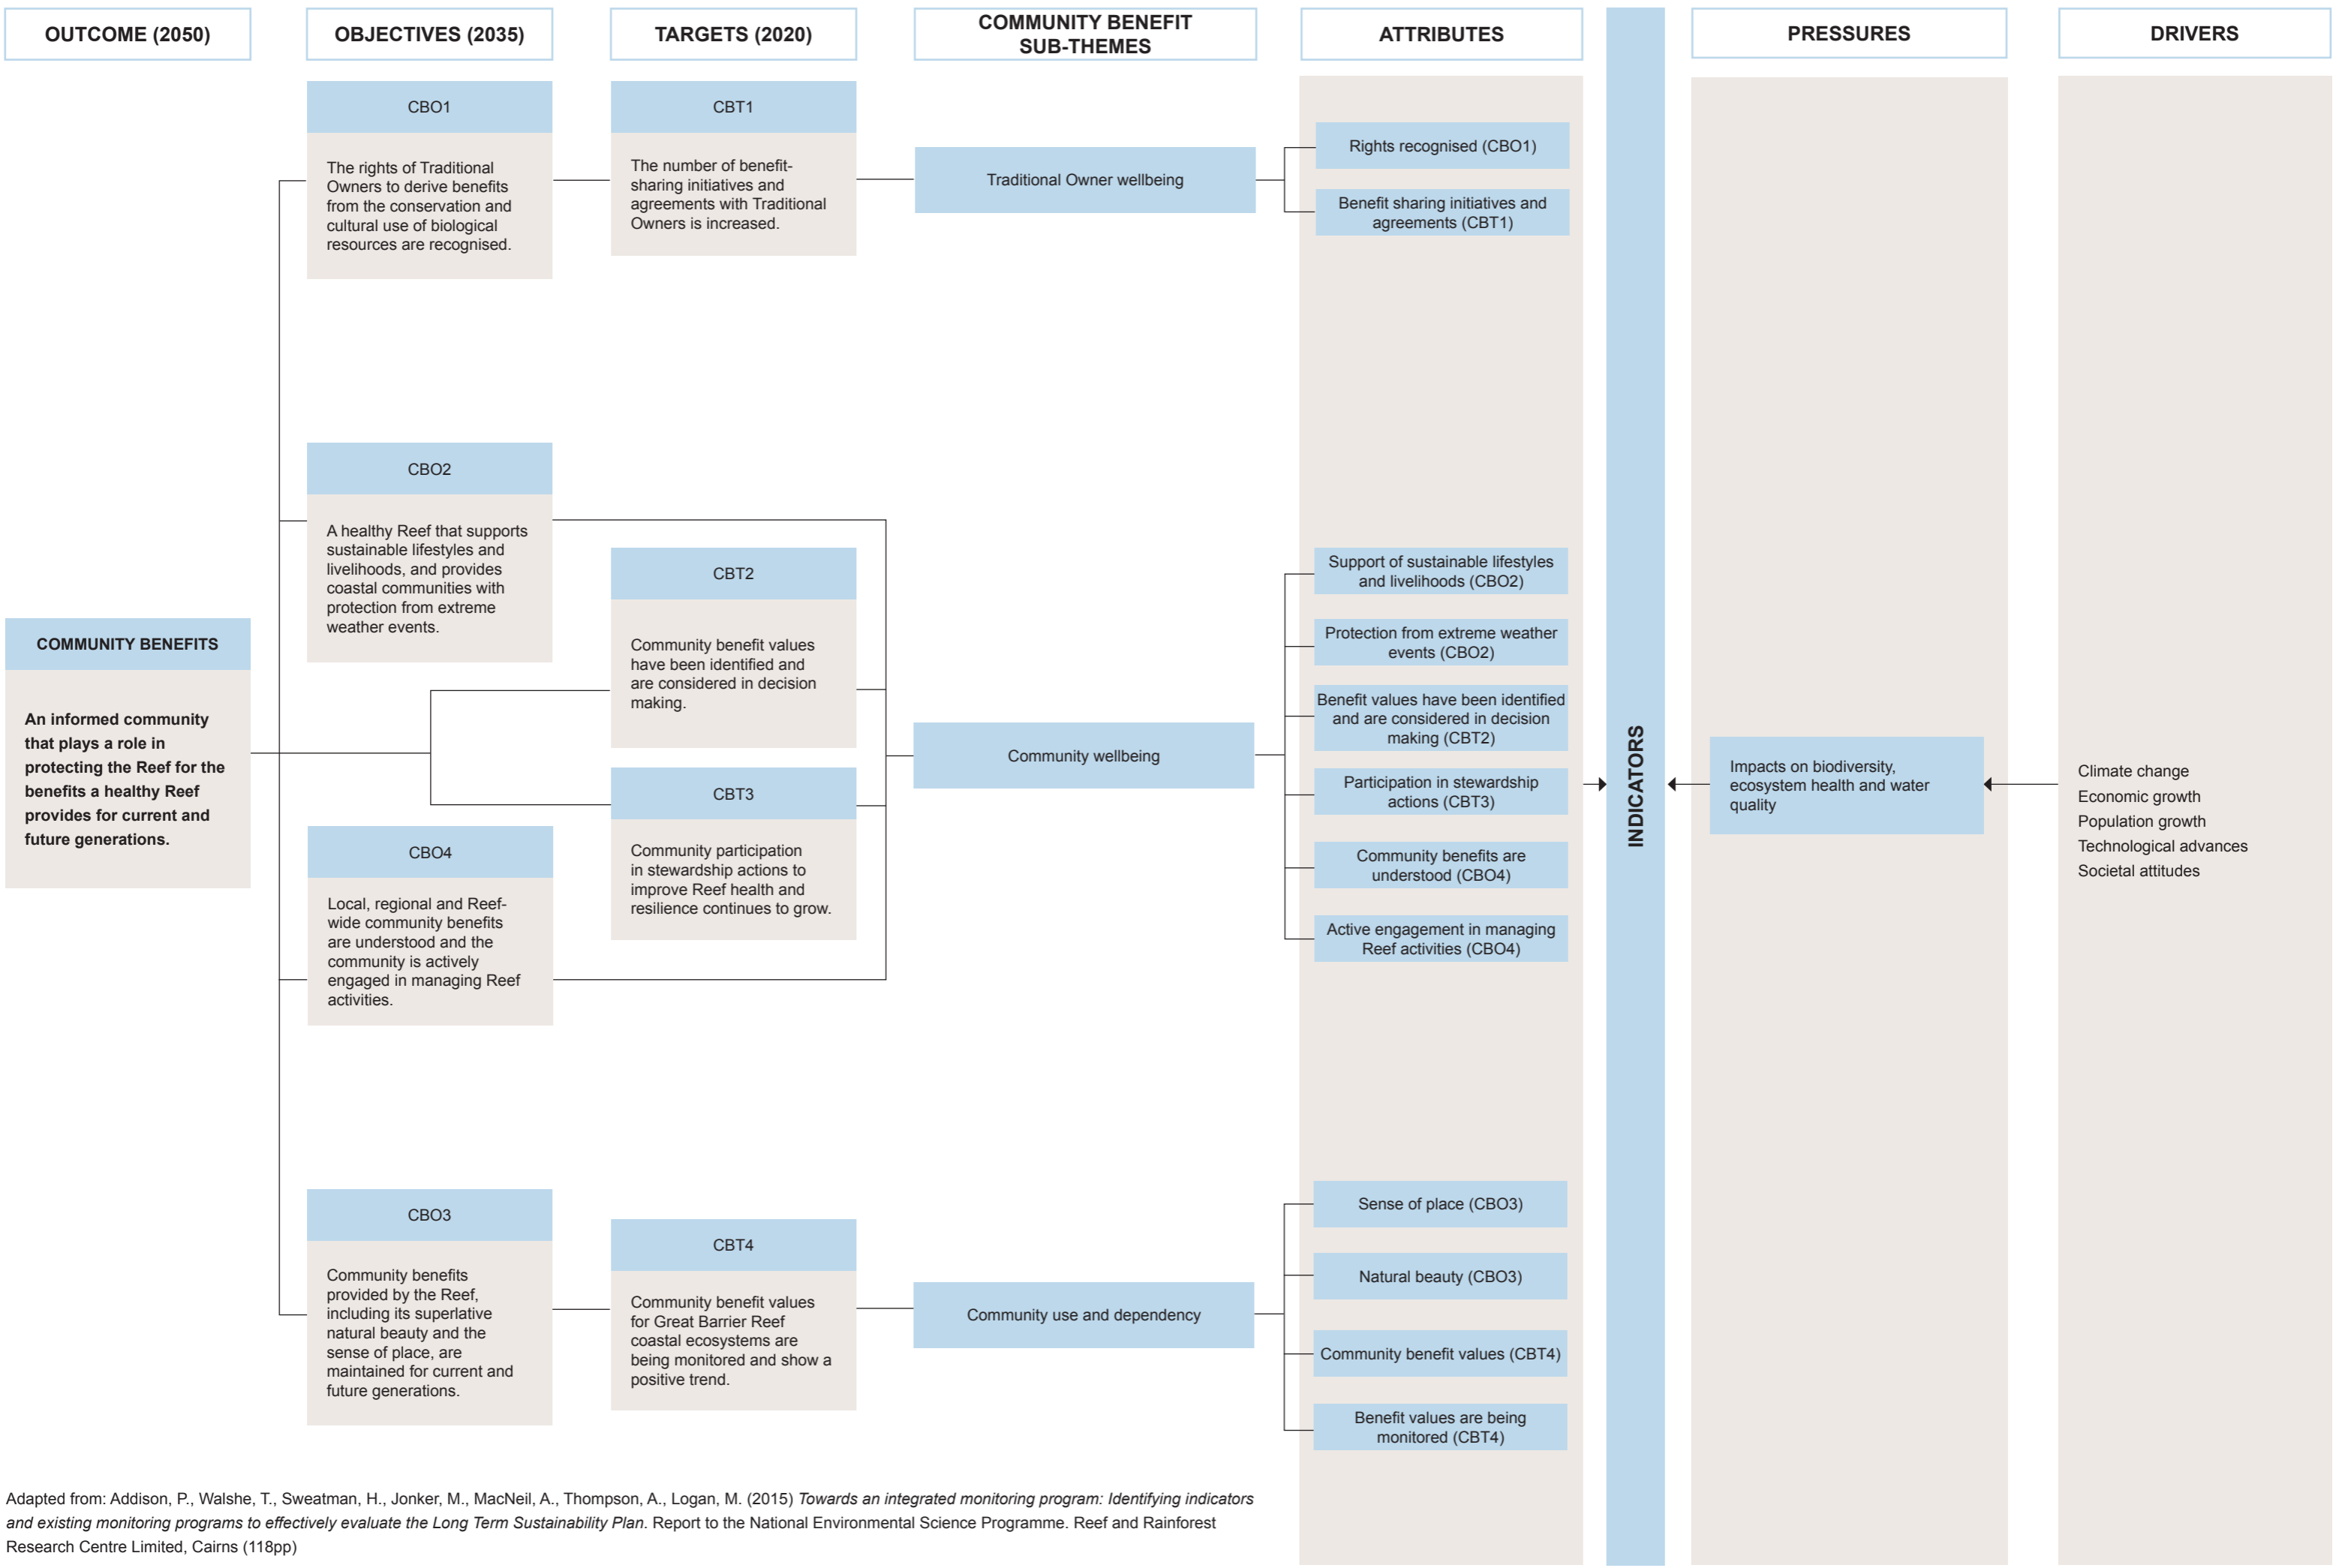 OUTCOME (2050)
OBJECTIVES (2035)
TARGETS (2020)
COMMUNITY BENEFIT
SUB-THEMES
ATTRIBUTES
PRESSURES
DRIVERS
COMMUNITY BENEFITS
An informed community
that plays a role in
protecting the Reef for the
benefits a healthy Reef
provides for current and
future generations.
CBO1
The rights of Traditional
Owners to derive benefits
from the conservation and
cultural use of biological
resources are recognised.
CBO2
A healthy Reef that supports
sustainable lifestyles and
livelihoods, and provides
coastal communities with
protection from extreme
weather events.
CBO4
Local, regional and Reef-
wide community benefits
are understood and the
community is actively
engaged in managing Reef
activities.
CBO3
Community benefits
provided by the Reef,
including its superlative
natural beauty and the
sense of place, are
maintained for current and
future generations.
CBT1
The number of benefit-
sharing initiatives and
agreements with Traditional
Owners is increased.
CBT2
Community benefit values
have been identified and
are considered in decision
making.
CBT3
Community participation
in stewardship actions to
improve Reef health and
resilience continues to grow.
CBT4
Community benefit values
for Great Barrier Reef
coastal ecosystems are
being monitored and show a
positive trend.
Traditional Owner wellbeing
Community wellbeing
Community use and dependency
Rights recognised (CBO1)
Benefit sharing initiatives and
agreements (CBT1)
Support of sustainable lifestyles
and livelihoods (CBO2)
Protection from extreme weather
events (CBO2)
Benefit values have been identified
and are considered in decision
making (CBT2)
Participation in stewardship
actions (CBT3)
Community benefits are
understood (CBO4)
Active engagement in managing
Reef activities (CBO4)
Sense of place (CBO3)
Natural beauty (CBO3)
Community benefit values (CBT4)
Benefit values are being
monitored (CBT4)
INDICATORS
Impacts on biodiversity,
ecosystem health and water
quality
Climate change
Economic growth
Population growth
Technological advances
Societal attitudes
Adapted from: Addison, P., Walshe, T., Sweatman, H., Jonker, M., MacNeil, A., Thompson, A., Logan, M. (2015) Towards an integrated monitoring program: Identifying indicators
and existing monitoring programs to effectively evaluate the Long Term Sustainability Plan. Report to the National Environmental Science Programme. Reef and Rainforest
Research Centre Limited, Cairns (118pp)